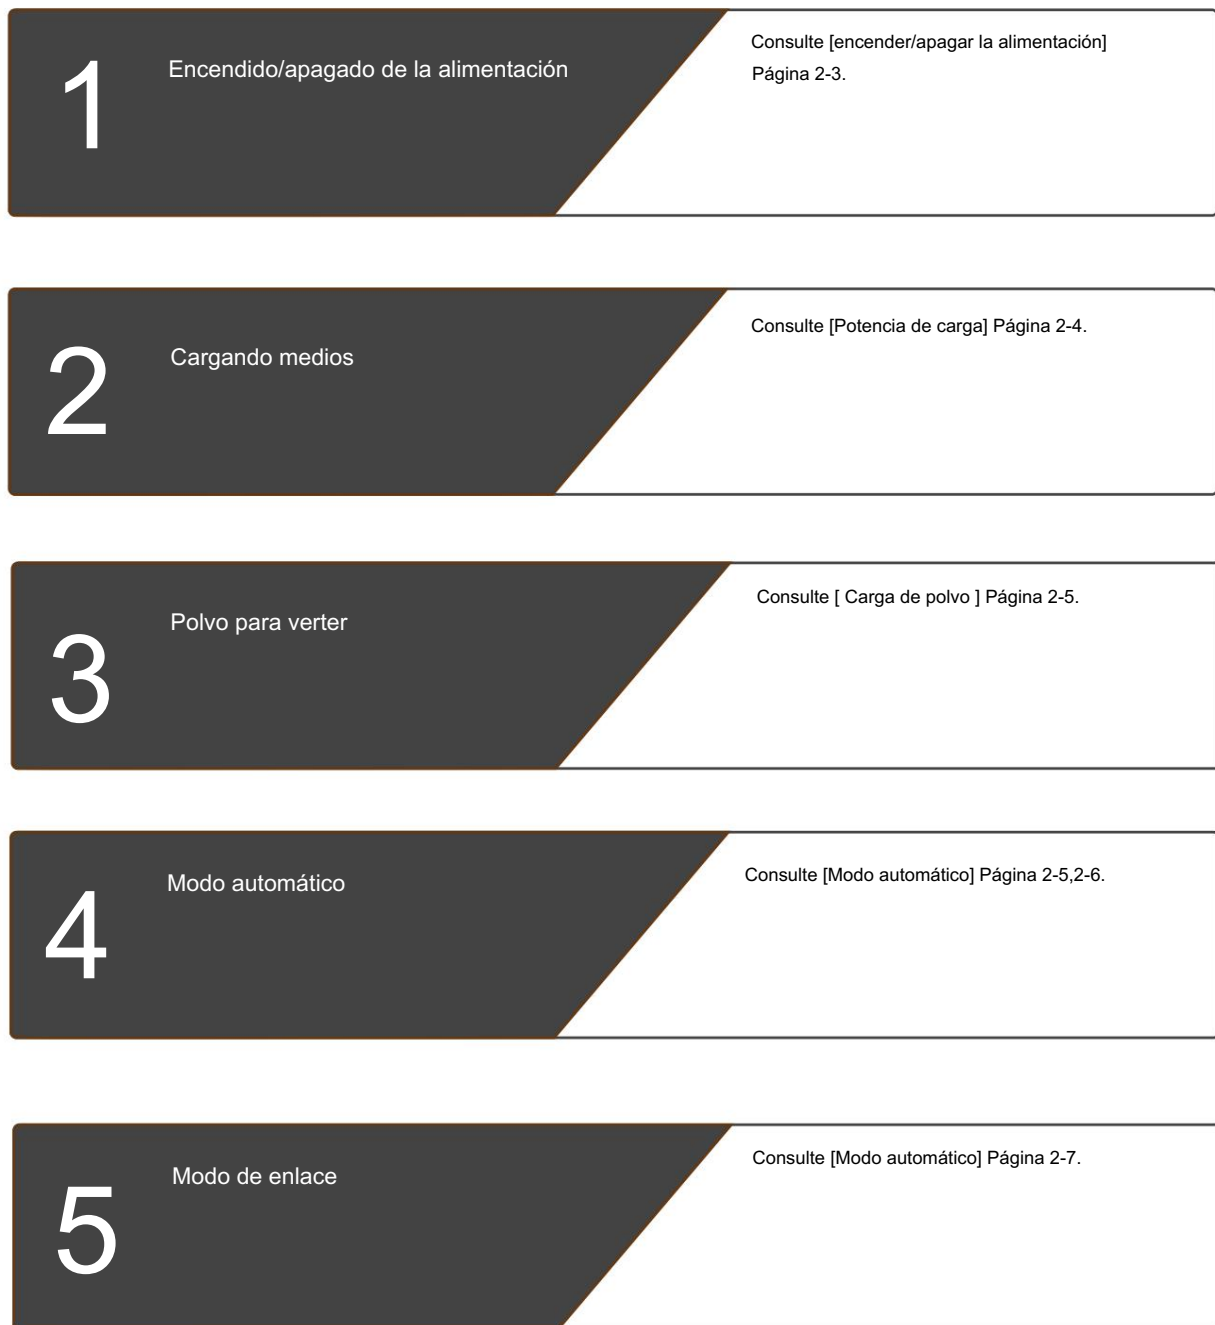 1
Encendido/apagado de la alimentación
Consulte [encender/apagar la alimentación]
Página 2-3.
2
Cargando medios
Consulte [Potencia de carga] Página 2-4.
3
Polvo para verter
Consulte [ Carga de polvo ] Página 2-5.
4
Modo automático
Consulte [Modo automático] Página 2-5,2-6.
5
Modo de enlace
Consulte [Modo automático] Página 2-7.